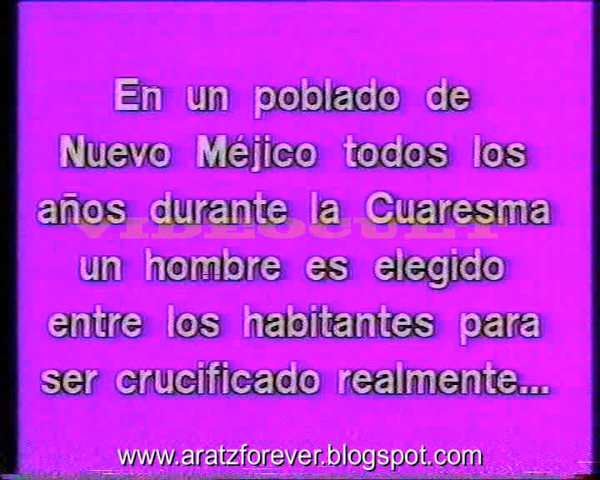 En un poblado de
Nuevo Méjico todos los
años durante la Cuaresma
VIDEOCULT
un hombre es elegido
entre los habitantes para
ser crucificado realmente...
www.aratzforever.blogspot.com